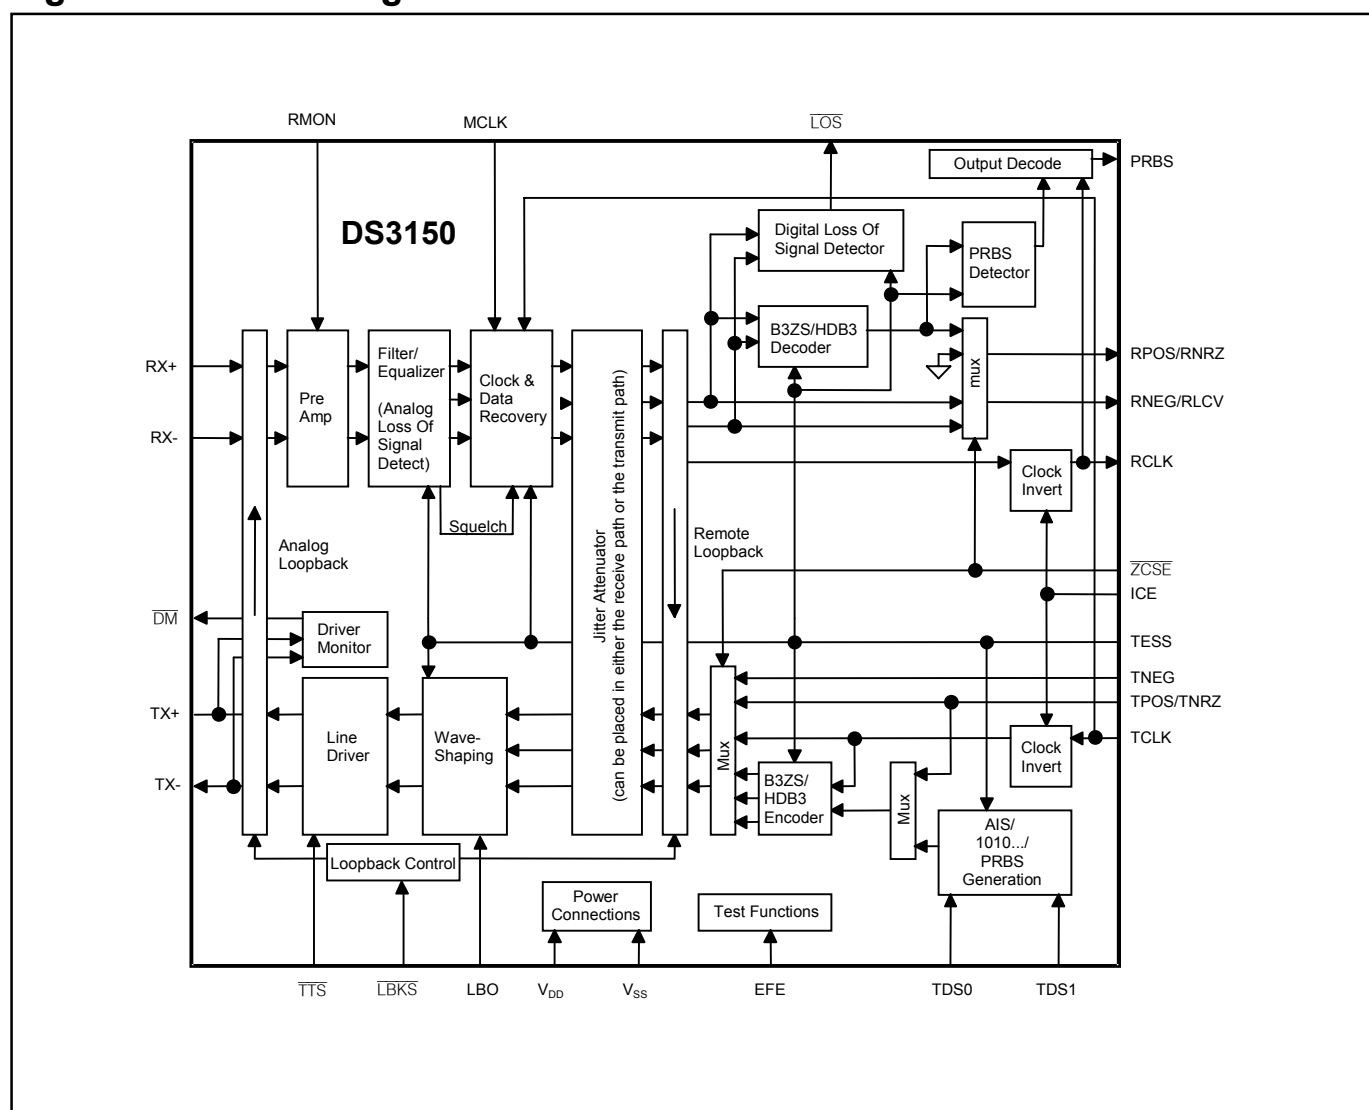 RMON
MCLK
LOS
Output Decode
PRBS
DS3150
Digital Loss Of
Signal Detector
PRBS
Detector
B3ZS/HDB3
Decoder
mux
RX+
RX-
Pre
Amp
Filter/
Equalizer
(Analog
Loss Of
Signal
Detect)
Clock &
Data
Recovery
Squelch
Jitter Attenuator
(can be placed in either the receive path or the transmit path)
Remote
Loopback
Analog
Loopback
RPOS/RNRZ
RNEG/RLCV
RCLK
Clock
Invert
ZCSE
ICE
TESS
TNEG
TPOS/TNRZ
TCLK
DM
Driver
Monitor
TX+
TX-
Line
Driver
Wave-
Shaping
Mux
B3ZS/
HDB3
Encoder
Mux
Clock
Invert
AIS/
1010.../
PRBS
Generation
Loopback Control
Power
Connections
Test Functions
TTS
LBKS
LBO
VDD
VSS
EFE
TDS0
TDS1